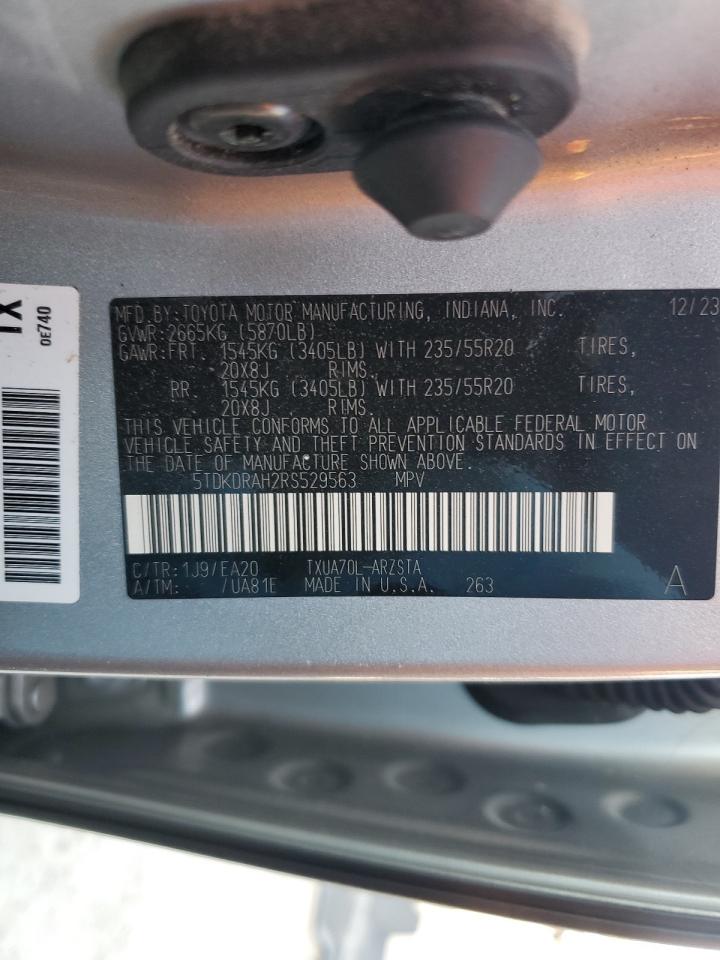 TX
0E740
MFD BY:TOYOTA MOTOR MANUFACTURING, INDIANA, INC. 12/23
GVWR:2665KG (5870LB)
GAWR:FRT. 1545KG (3405LB) WITH 235/55R20 TIRES,
20X8J RIMS.,
RR. 1545KG (3405LB) WITH 235/55R20 TIRES,
20X8J RIMS.
THIS VEHICLE CONFORMS TO ALL APPLICABLE FEDERAL MOTOR
VEHICLE SAFETY AND THEFT PREVENTION STANDARDS IN EFFECT ON
THE DATE OF MANUFACTURE SHOWN ABOVE.
5TDKDRAH2RS529563 MPV
C/TR:1J9/EA20 TXUA70L-ARZSTA
A/TM: /UA81E MADE IN U.S.A. 263 A